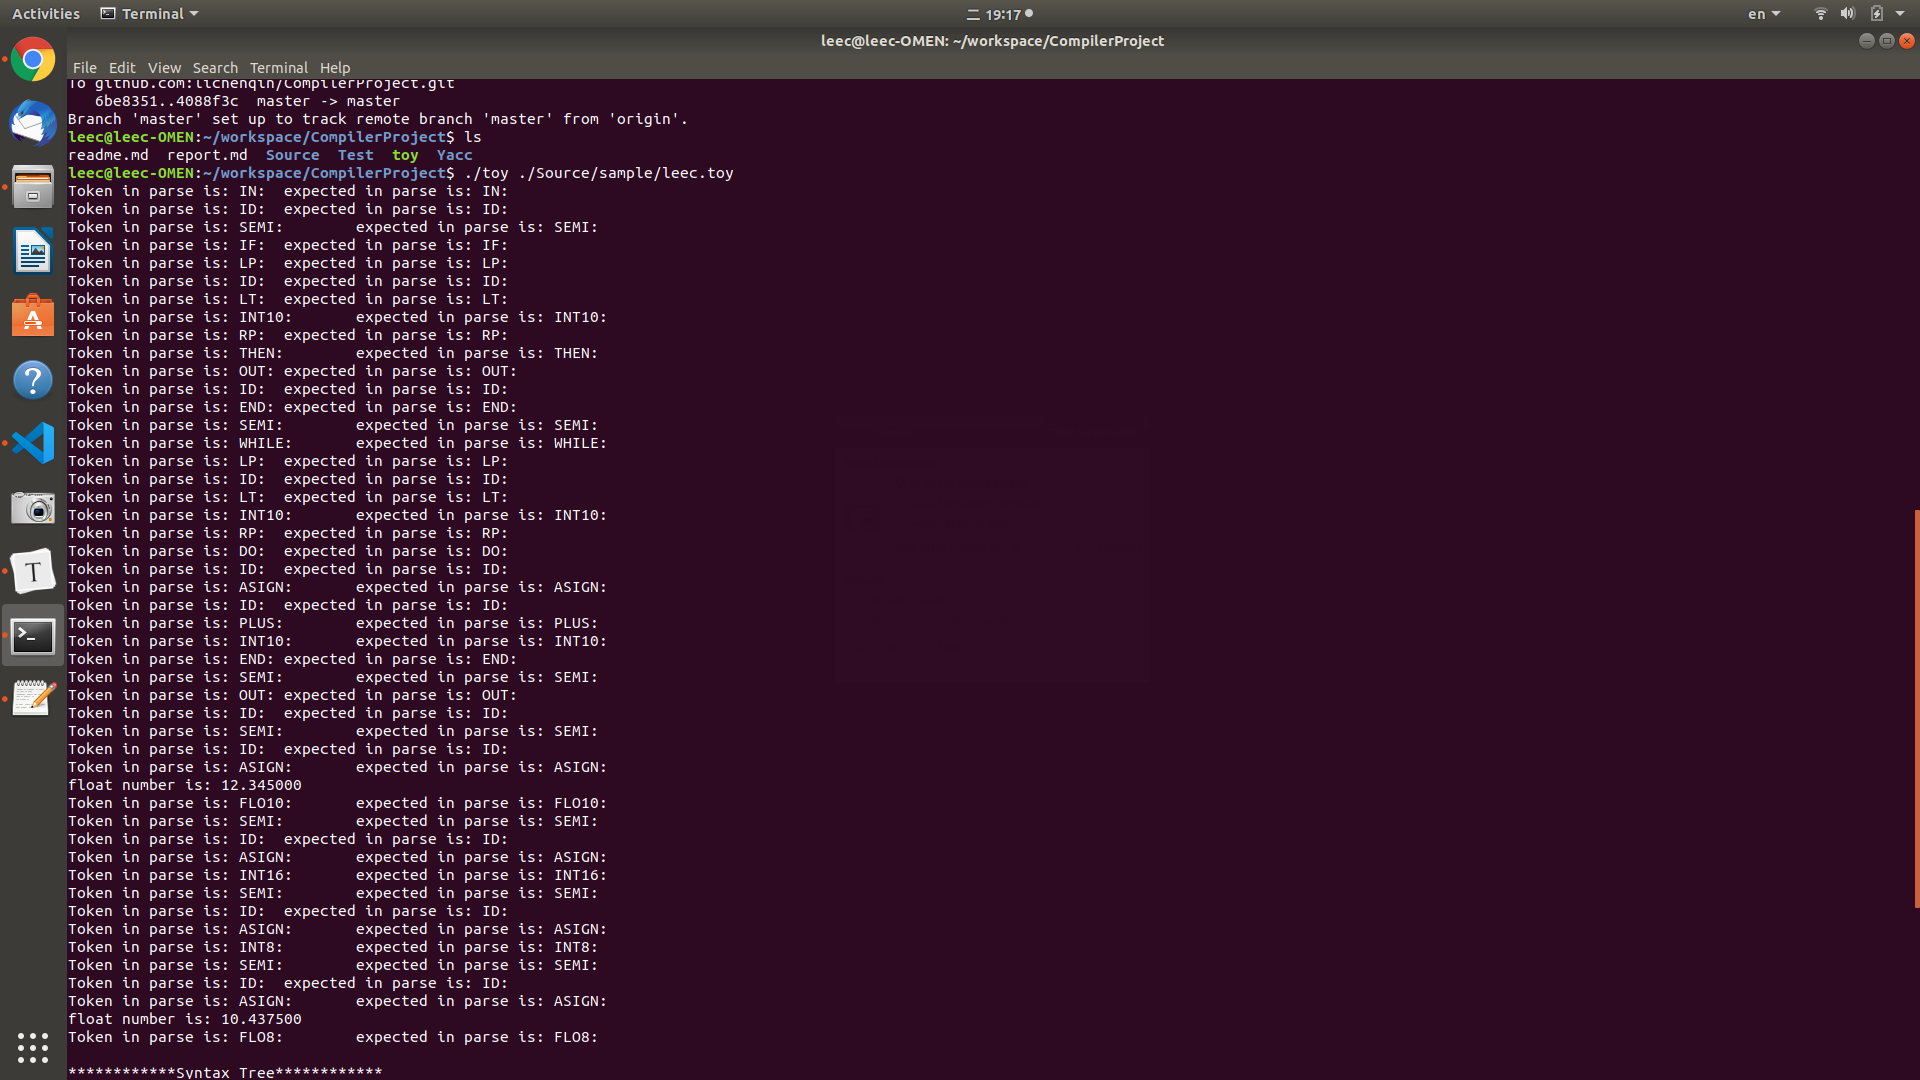 Activities Terminal 二 19:17 en
leec@leec-OMEN: ~/workspace/CompilerProject
File Edit View Search Terminal Help
To github.com:lichenqin/CompilerProject.git
   6be8351..4088f3c  master -> master
Branch 'master' set up to track remote branch 'master' from 'origin'.
leec@leec-OMEN:~/workspace/CompilerProject$ ls
readme.md  report.md  Source  Test  toy  Yacc
leec@leec-OMEN:~/workspace/CompilerProject$ ./toy ./Source/sample/leec.toy
Token in parse is: IN:  expected in parse is: IN:
Token in parse is: ID:  expected in parse is: ID:
Token in parse is: SEMI:        expected in parse is: SEMI:
Token in parse is: IF:  expected in parse is: IF:
Token in parse is: LP:  expected in parse is: LP:
Token in parse is: ID:  expected in parse is: ID:
Token in parse is: LT:  expected in parse is: LT:
Token in parse is: INT10:       expected in parse is: INT10:
Token in parse is: RP:  expected in parse is: RP:
Token in parse is: THEN:        expected in parse is: THEN:
Token in parse is: OUT: expected in parse is: OUT:
Token in parse is: ID:  expected in parse is: ID:
Token in parse is: END: expected in parse is: END:
Token in parse is: SEMI:        expected in parse is: SEMI:
Token in parse is: WHILE:       expected in parse is: WHILE:
Token in parse is: LP:  expected in parse is: LP:
Token in parse is: ID:  expected in parse is: ID:
Token in parse is: LT:  expected in parse is: LT:
Token in parse is: INT10:       expected in parse is: INT10:
Token in parse is: RP:  expected in parse is: RP:
Token in parse is: DO:  expected in parse is: DO:
Token in parse is: ID:  expected in parse is: ID:
Token in parse is: ASIGN:       expected in parse is: ASIGN:
Token in parse is: ID:  expected in parse is: ID:
Token in parse is: PLUS:        expected in parse is: PLUS:
Token in parse is: INT10:       expected in parse is: INT10:
Token in parse is: END: expected in parse is: END:
Token in parse is: SEMI:        expected in parse is: SEMI:
Token in parse is: OUT: expected in parse is: OUT:
Token in parse is: ID:  expected in parse is: ID:
Token in parse is: SEMI:        expected in parse is: SEMI:
Token in parse is: ID:  expected in parse is: ID:
Token in parse is: ASIGN:       expected in parse is: ASIGN:
float number is: 12.345000
Token in parse is: FLO10:       expected in parse is: FLO10:
Token in parse is: SEMI:        expected in parse is: SEMI:
Token in parse is: ID:  expected in parse is: ID:
Token in parse is: ASIGN:       expected in parse is: ASIGN:
Token in parse is: INT16:       expected in parse is: INT16:
Token in parse is: SEMI:        expected in parse is: SEMI:
Token in parse is: ID:  expected in parse is: ID:
Token in parse is: ASIGN:       expected in parse is: ASIGN:
Token in parse is: INT8:        expected in parse is: INT8:
Token in parse is: SEMI:        expected in parse is: SEMI:
Token in parse is: ID:  expected in parse is: ID:
Token in parse is: ASIGN:       expected in parse is: ASIGN:
float number is: 10.437500
Token in parse is: FLO8:        expected in parse is: FLO8:
************Syntax Tree************